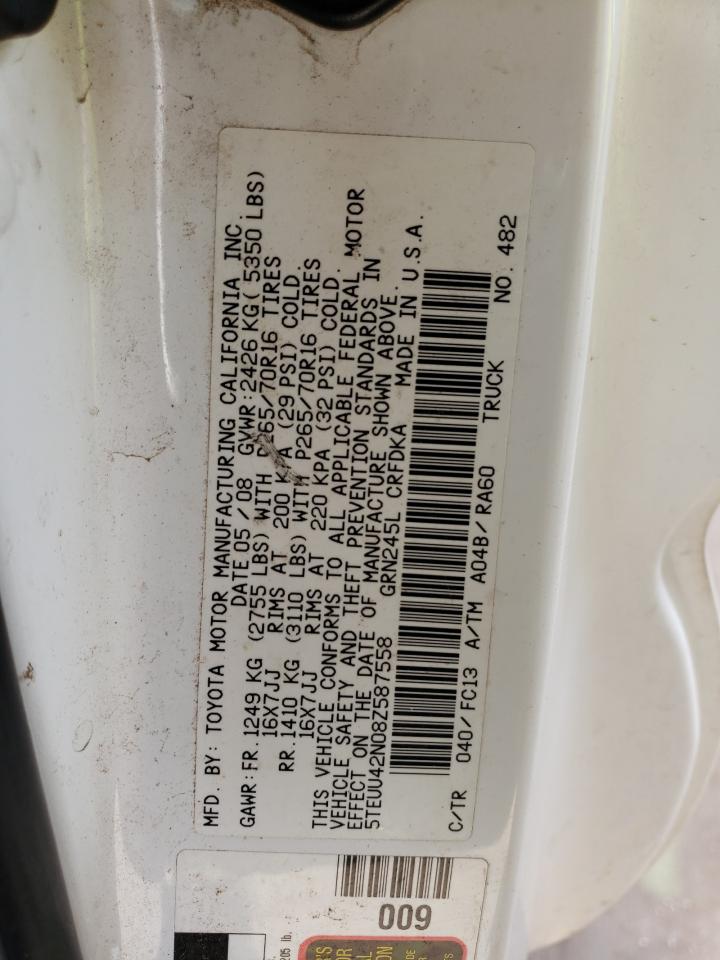 MFD. BY: TOYOTA MOTOR MANUFACTURING CALIFORNIA INC.
DATE 05 / 08 GVWR: 2426 KG ( 5350 LBS)
GAWR: FR. 1249 KG (2755 LBS) WITH P265/70R16 TIRES
16X7JJ RIMS AT 200 KPA (29 PSI) COLD.
RR. 1410 KG (3110 LBS) WITH P265/70R16 TIRES
16X7JJ RIMS AT 220 KPA (32 PSI) COLD.
THIS VEHICLE CONFORMS TO ALL APPLICABLE FEDERAL MOTOR
VEHICLE SAFETY AND THEFT PREVENTION STANDARDS IN
EFFECT ON THE DATE OF MANUFACTURE SHOWN ABOVE.
5TEUU42N08Z587558 GRN245L CRFDKA MADE IN U.S.A.
C/TR 040/ FC13 A/TM A04B/ RA60 TRUCK NO. 482
009
205 lb.